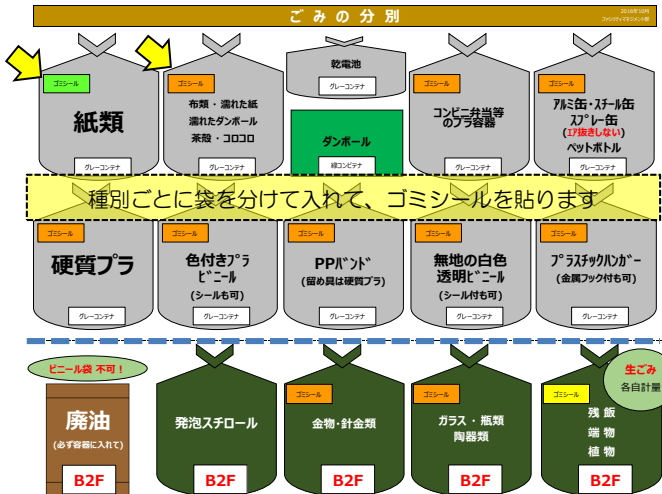 ごみの分別
2016年10月
ファシリティマネジメント部
ゴミシール
紙類
グレーコンテナ
ゴミシール
布類・濡れた紙
濡れたダンボール
茶殻・コロコロ
グレーコンテナ
乾電池
グレーコンテナ
ダンボール
緑コンビテナ
ゴミシール
コンビニ弁当等
のプラ容器
グレーコンテナ
ゴミシール
アルミ缶・スチール缶
スプレー缶
(エア抜きしない)
ペットボトル
グレーコンテナ
種別ごとに袋を分けて入れて、ゴミシールを貼ります
ゴミシール
硬質プラ
グレーコンテナ
ゴミシール
色付きプラ
ビニール
(シールも可)
グレーコンテナ
ゴミシール
PPバンド
(留め具は硬質プラ)
グレーコンテナ
ゴミシール
無地の白色
透明ビニール
(シール付も可)
グレーコンテナ
ゴミシール
プラスチックハンガー
(金属フック付も可)
グレーコンテナ
ビニール袋 不可！
廃油
(必ず容器に入れて)
B2F
発泡スチロール
B2F
ゴミシール
金物・針金類
B2F
ゴミシール
ガラス・瓶類
陶器類
B2F
生ごみ
各自計量
ゴミシール
残飯
端物
植物
B2F